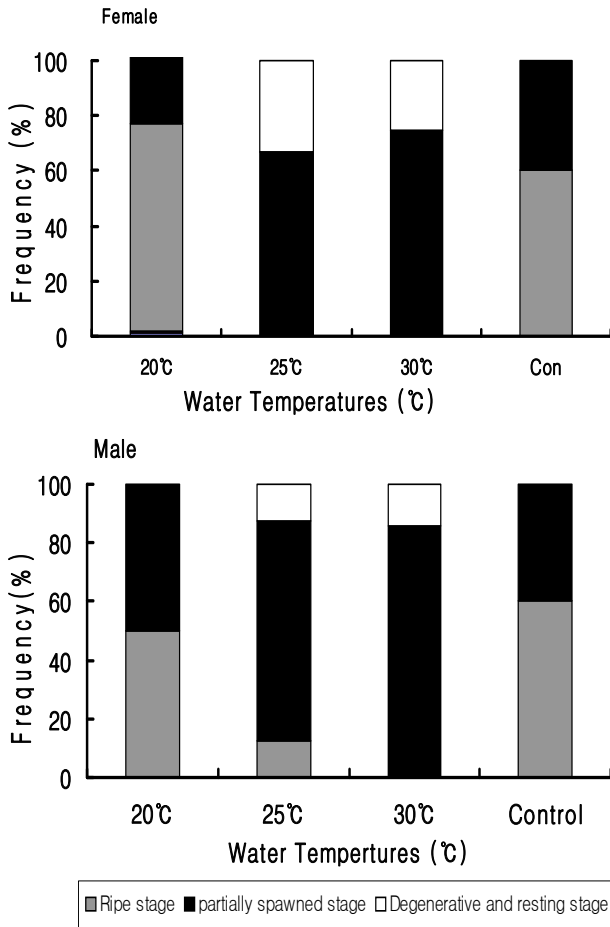 Female
100
80
60
40
20
0
Frequency (%)
20℃ 25℃ 30℃ Con
Water Temperatures (℃)
Male
100
80
60
40
20
0
Frequency(%)
20℃ 25℃ 30℃ Control
Water Tempertures (℃)
Ripe stage partially spawned stage Degenerative and resting stage